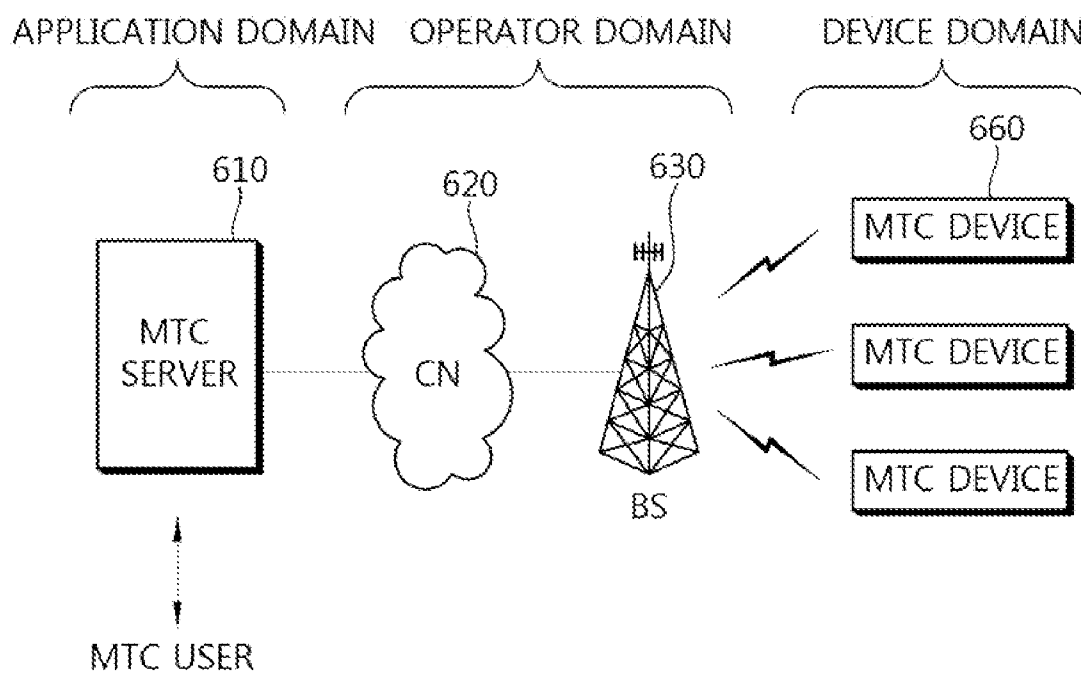 APPLICATION DOMAIN
OPERATOR DOMAIN
DEVICE DOMAIN
610
620
630
660
MTC
SERVER
CN
BS
MTC DEVICE
MTC DEVICE
MTC DEVICE
MTC USER